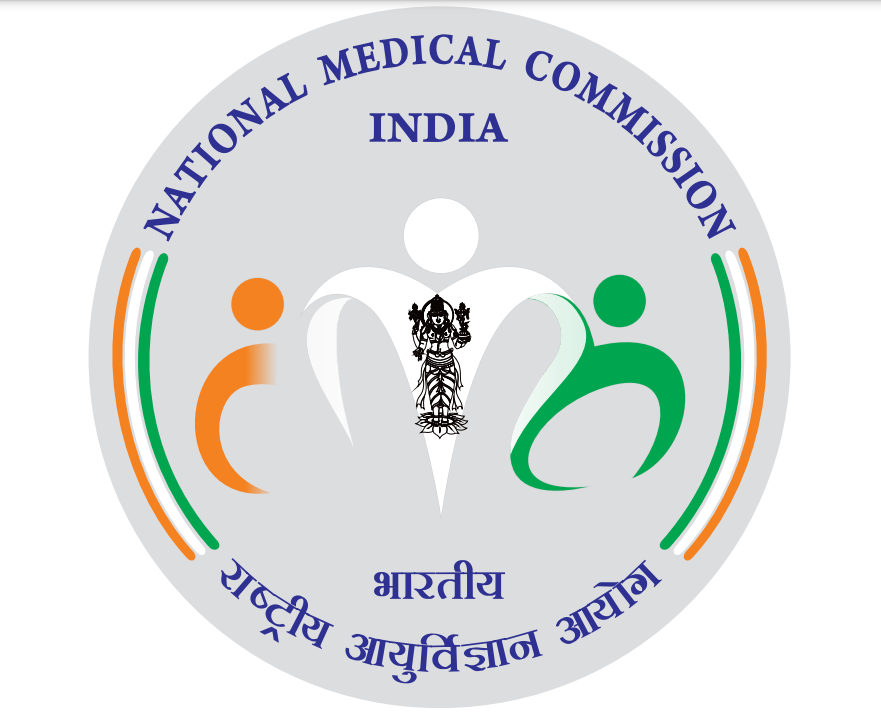 NATIONAL MEDICAL COMMISSION
INDIA
भारतीय
राष्ट्रीय आयुर्विज्ञान आयोग